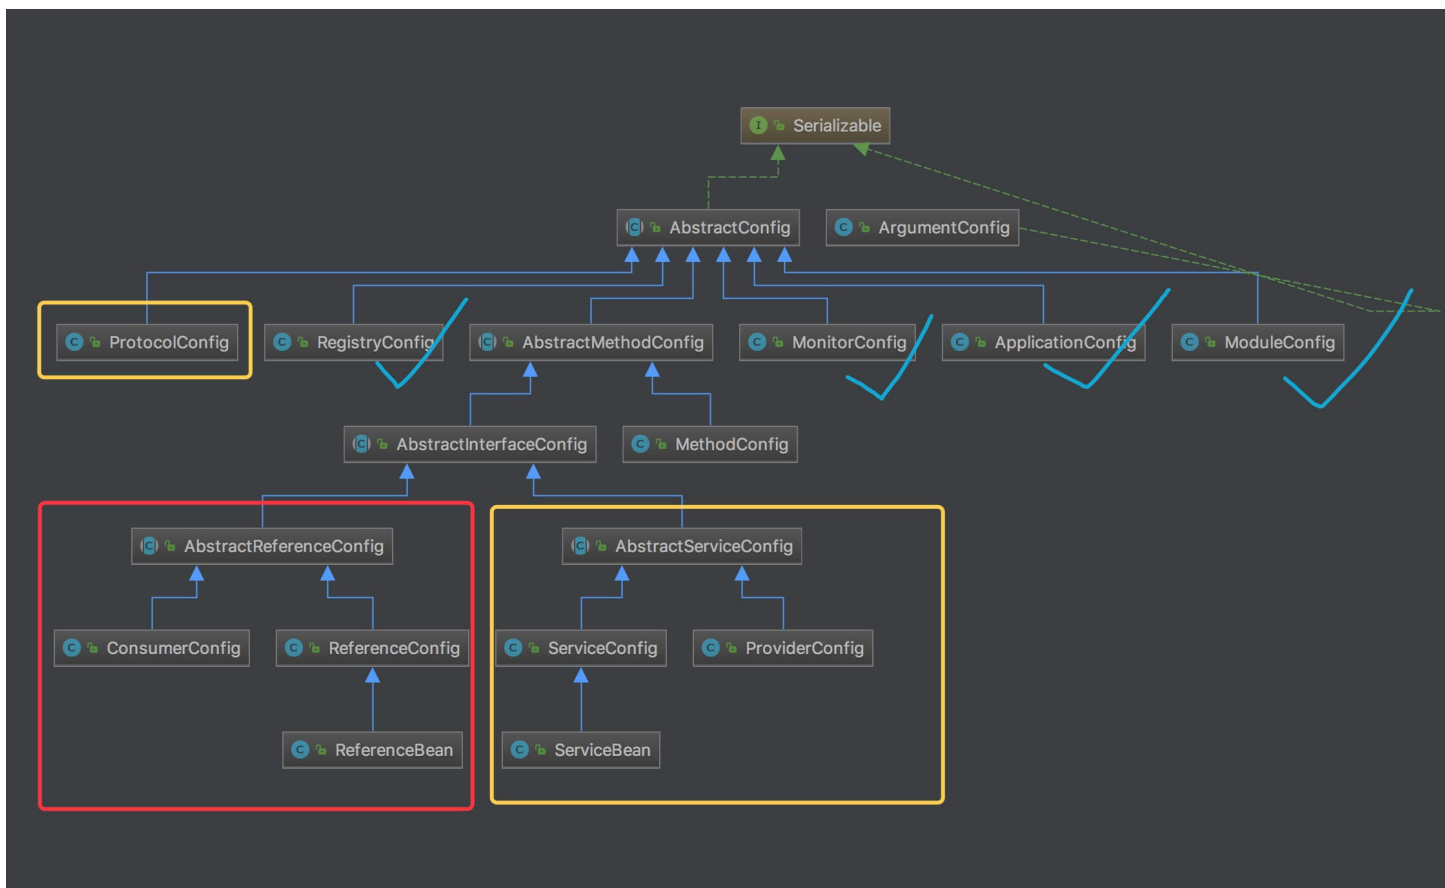 Serializable
AbstractConfig
ArgumentConfig
ProtocolConfig
RegistryConfig
AbstractMethodConfig
MonitorConfig
ApplicationConfig
ModuleConfig
AbstractInterfaceConfig
MethodConfig
AbstractReferenceConfig
AbstractServiceConfig
ConsumerConfig
ReferenceConfig
ServiceConfig
ProviderConfig
ReferenceBean
ServiceBean